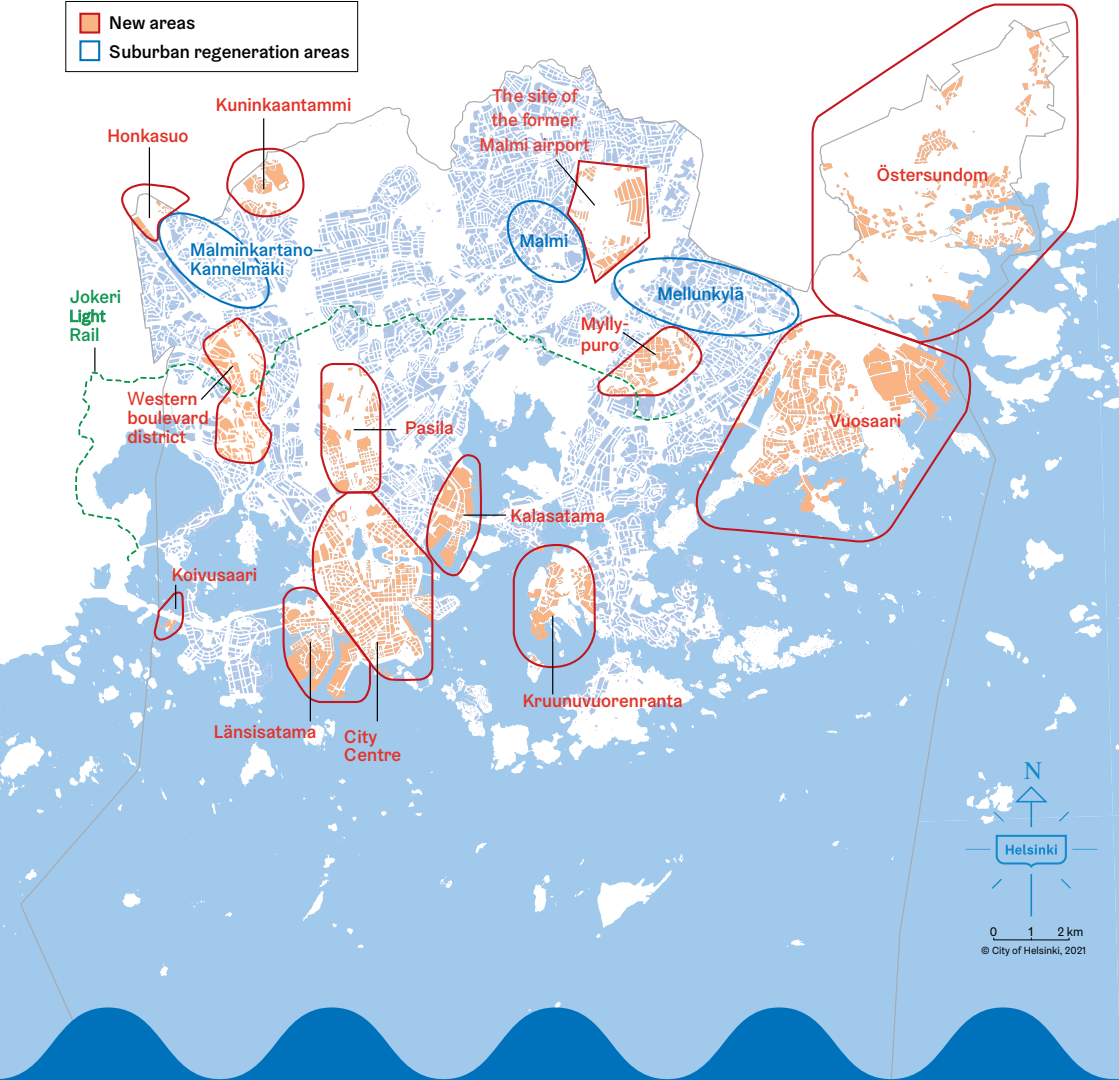 New areas
Suburban regeneration areas
Kuninkaantammi
Honkasuo
The site of
the former
Malmi airport
Östersundom
Malmi
Malminkartano–
Kannelmäki
Mellunkylä
Jokeri
Light
Rail
Mylly-
puro
Western
boulevard
district
Pasila
Vuosaari
Kalasatama
Koivusaari
Kruunuvuorenranta
Länsisatama
City
Centre
N
Helsinki
0 1 2 km
© City of Helsinki, 2021